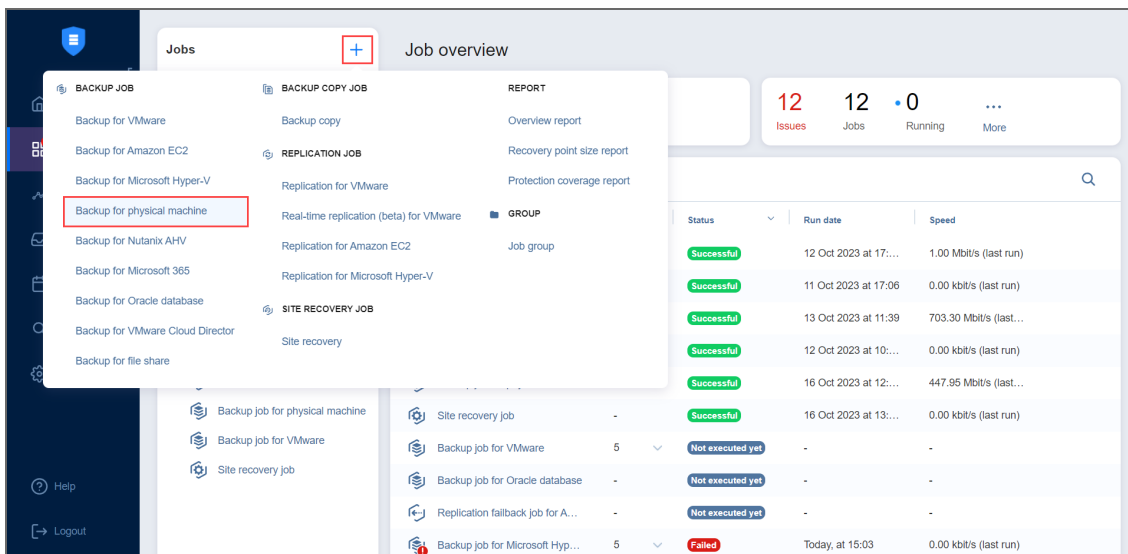 Jobs
+
Job overview
BACKUP JOB
Backup for VMware
Backup for Amazon EC2
Backup for Microsoft Hyper-V
Backup for physical machine
Backup for Nutanix AHV
Backup for Microsoft 365
Backup for Oracle database
Backup for VMware Cloud Director
Backup for file share
BACKUP COPY JOB
Backup copy
REPLICATION JOB
Replication for VMware
Real-time replication (beta) for VMware
Replication for Amazon EC2
Replication for Microsoft Hyper-V
SITE RECOVERY JOB
Site recovery
REPORT
Overview report
Recovery point size report
Protection coverage report
GROUP
Job group
12 12 0 ...
Issues Jobs Running More
Status Run date Speed
Successful 12 Oct 2023 at 17:... 1.00 Mbit/s (last run)
Successful 11 Oct 2023 at 17:06 0.00 kbit/s (last run)
Successful 13 Oct 2023 at 11:39 703.30 Mbit/s (last...
Successful 12 Oct 2023 at 10:... 0.00 kbit/s (last run)
Successful 16 Oct 2023 at 12:... 447.95 Mbit/s (last...
Site recovery job - Successful 16 Oct 2023 at 13:... 0.00 kbit/s (last run)
Backup job for VMware 5 Not executed yet - -
Backup job for Oracle database - Not executed yet - -
Replication failback job for A... - Not executed yet - -
Backup job for Microsoft Hyp... 5 Failed Today, at 15:03 0.00 kbit/s (last run)
Backup job for physical machine
Backup job for VMware
Site recovery job
Help
Logout